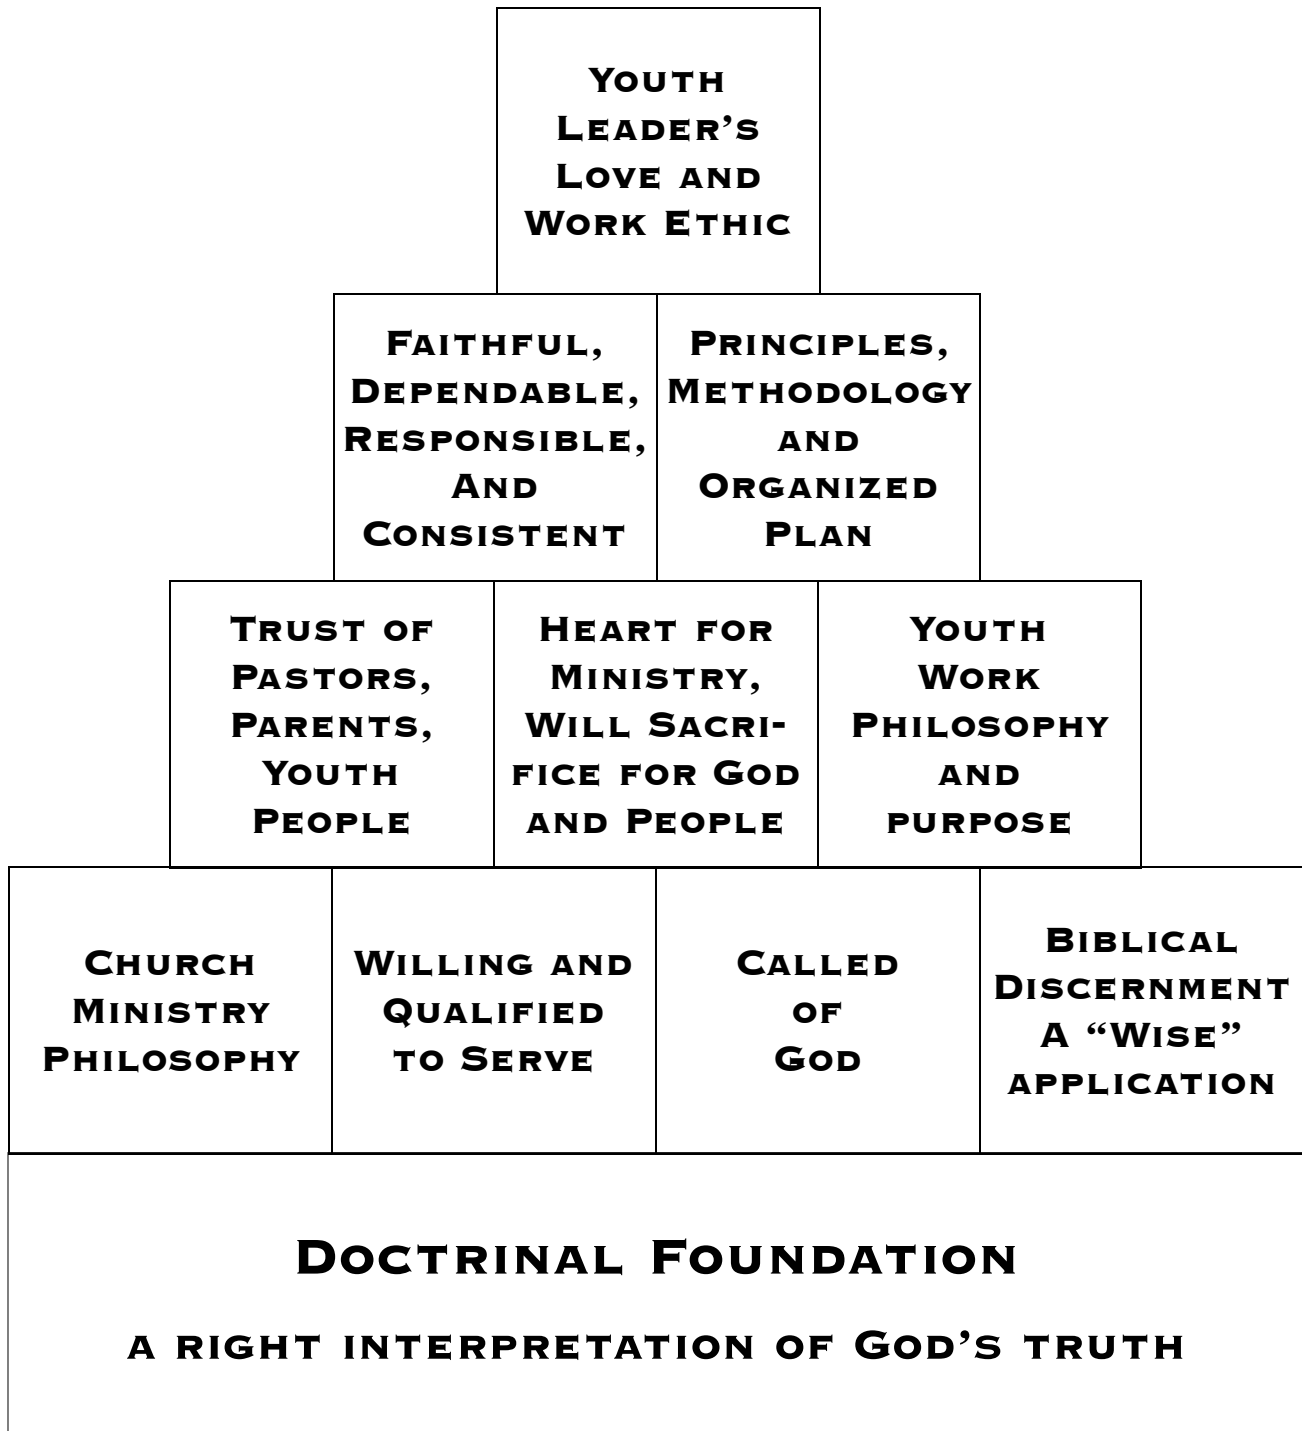 Youth
Leader’s
Love and
Work Ethic
Faithful,
Dependable,
Responsible,
And
Consistent
Principles,
Methodology
and
Organized
Plan
Trust of
Pastors,
Parents,
Youth
People
Heart for
Ministry,
Will Sacri-
fice for God
and People
Youth
Work
Philosophy
and
purpose
Church
Ministry
Philosophy
Willing and
Qualified
to Serve
Called
of
God
Biblical
Discernment
A “Wise”
application
Doctrinal Foundation
a right interpretation of God’s truth